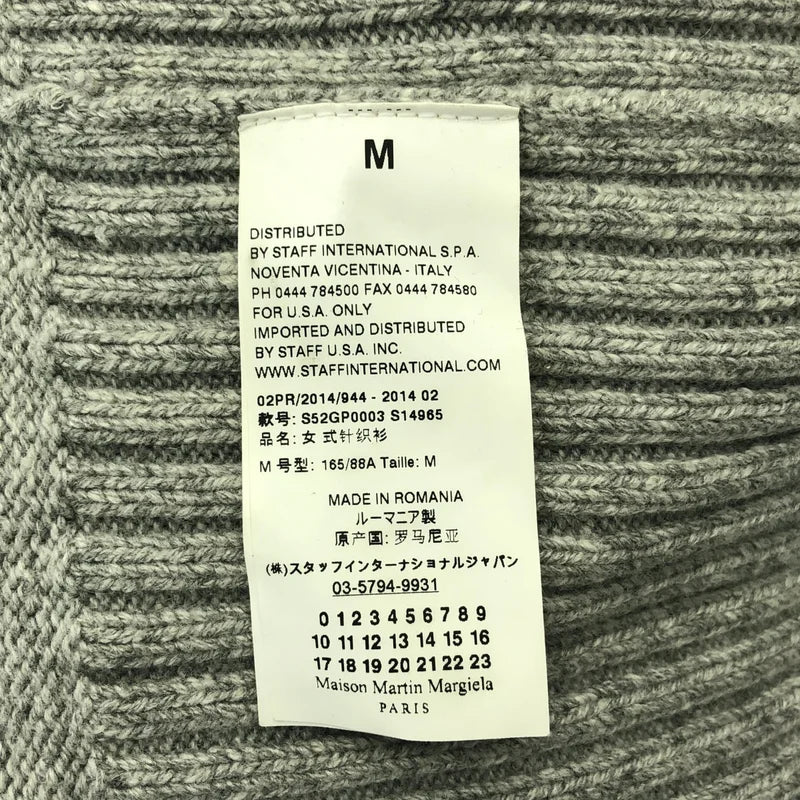 M
DISTRIBUTED
BY STAFF INTERNATIONAL S.P.A.
NOVENTA VICENTINA - ITALY
PH 0444 784500 FAX 0444 784580
FOR U.S.A. ONLY
IMPORTED AND DISTRIBUTED
BY STAFF U.S.A. INC.
WWW.STAFFINTERNATIONAL.COM
02PR/2014/944 - 2014 02
款号: S52GP0003 S14965
品名: 女 式针织衫
M 号型: 165/88A Taille: M
MADE IN ROMANIA
ルーマニア製
原产国: 罗马尼亚
(株)スタッフインターナショナルジャパン
03-5794-9931
0 1 2 3 4 5 6 7 8 9
10 11 12 13 14 15 16
17 18 19 20 21 22 23
Maison Martin Margiela
PARIS